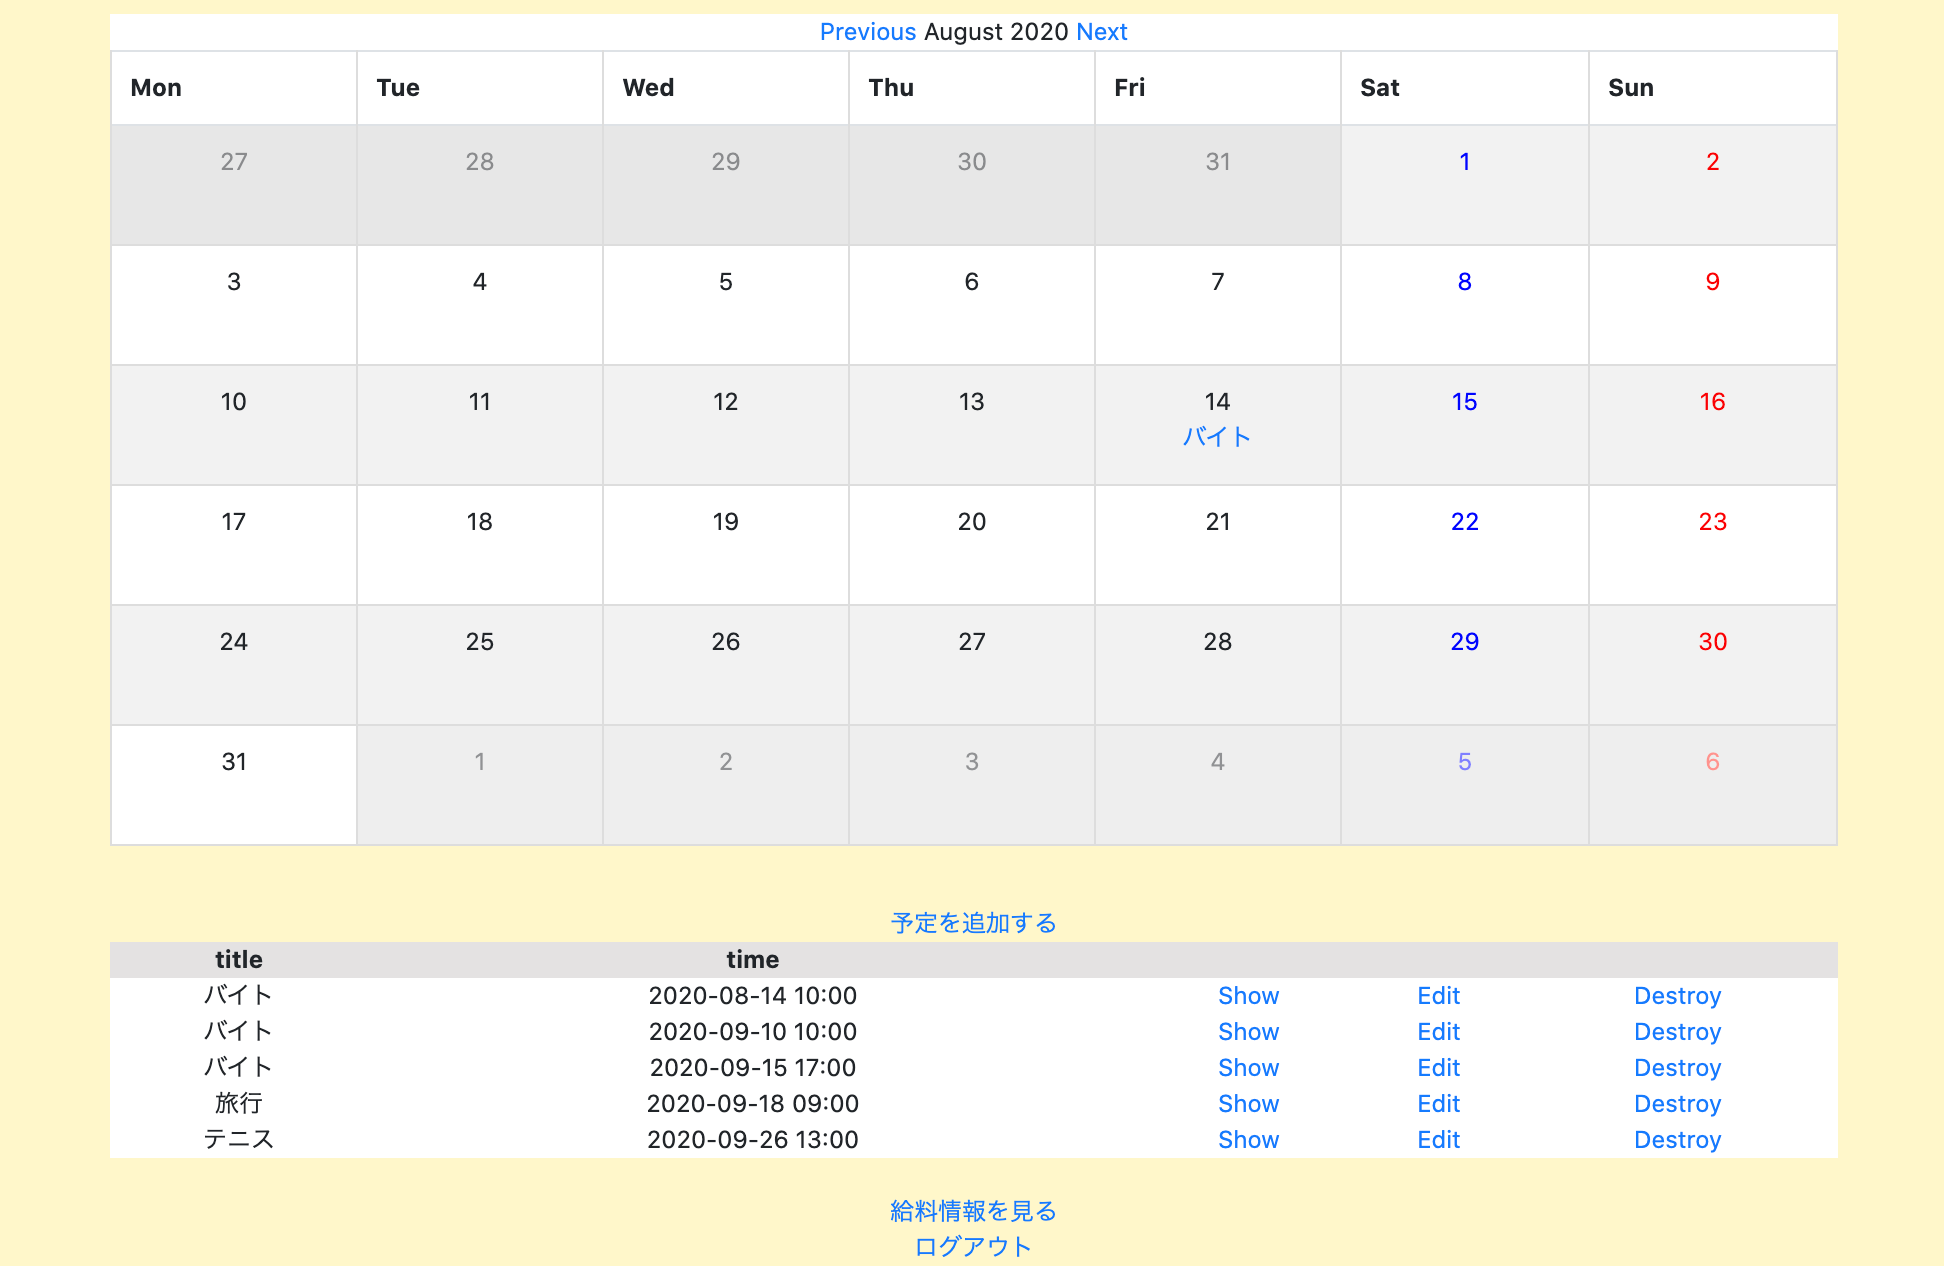 Previous August 2020 Next
Mon Tue Wed Thu Fri Sat Sun
27 28 29 30 31 1 2
3 4 5 6 7 8 9
10 11 12 13 14 15 16
バイト
17 18 19 20 21 22 23
24 25 26 27 28 29 30
31 1 2 3 4 5 6
予定を追加する
title time
バイト 2020-08-14 10:00 Show Edit Destroy
バイト 2020-09-10 10:00 Show Edit Destroy
バイト 2020-09-15 17:00 Show Edit Destroy
旅行 2020-09-18 09:00 Show Edit Destroy
テニス 2020-09-26 13:00 Show Edit Destroy
給料情報を見る
ログアウト